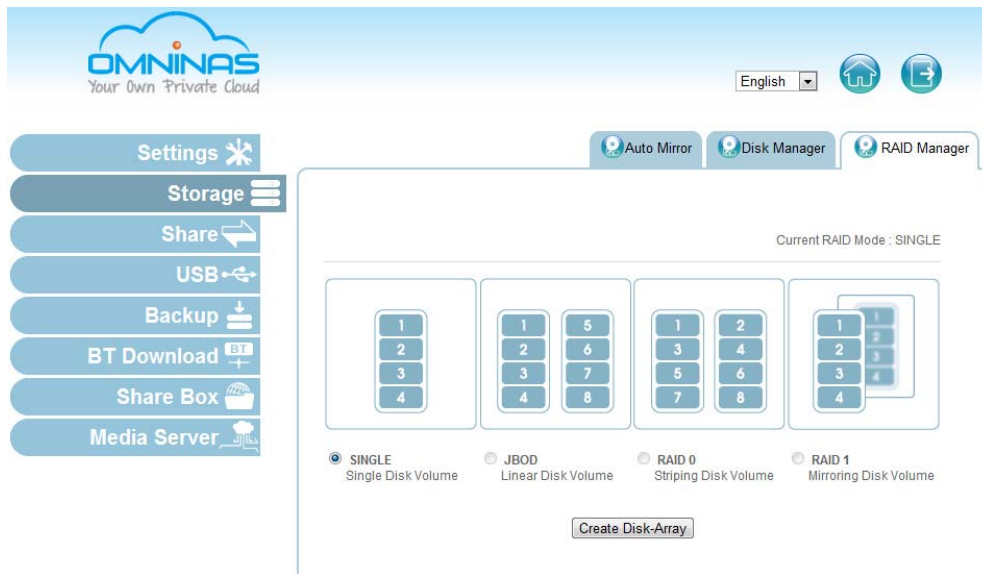 OMNINAS
Your Own Private Cloud
English
Settings
Storage
Share
USB
Backup
BT Download BT
Share Box
Media Server
Auto Mirror Disk Manager RAID Manager
Current RAID Mode : SINGLE
1 1 5 1 2 1 1
2 2 6 3 4 2 2
3 3 7 5 6 3 3
4 4 8 7 8 4 4
SINGLE JBOD RAID 0 RAID 1
Single Disk Volume Linear Disk Volume Striping Disk Volume Mirroring Disk Volume
Create Disk-Array